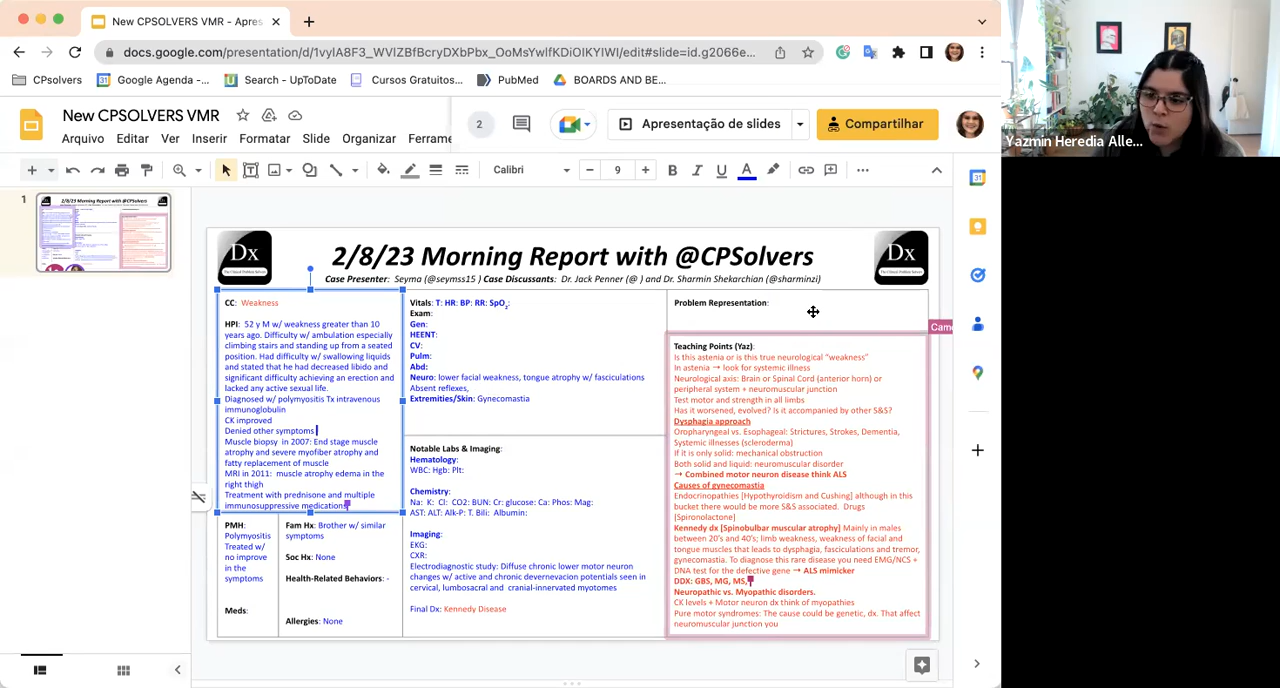 New CPSOLVERS VMR - Apres
docs.google.com/presentation/d/1vyIA8F3_WVIZB_BcryDXbPbx_OoMsYwlfKDiOIKYIWI/edit#slide=id.g2066e...
CPsolvers
Google Agenda -...
Search - UpToDate
Cursos Gratuitos...
PubMed
BOARDS AND BE...
New CPSOLVERS VMR
Arquivo Editar Ver Inserir Formatar Slide Organizar Ferrame
2
Apresentação de slides
Compartilhar
Calibri
9
1
Dx
2/8/23 Morning Report with @CPSolvers
Case Presenter: Seyma (@seymss15 ) Case Discussants: Dr. Jack Penner (@ ) and Dr. Sharmin Shekarchian (@sharminzi)
Dx
CC: Weakness
HPI: 52 y M w/ weakness greater than 10
years ago. Difficulty w/ ambulation especially
climbing stairs and standing up from a seated
position. Had difficulty w/ swallowing liquids
and stated that he had decreased libido and
significant difficulty achieving an erection and
lacked any active sexual life.
Diagnosed w/ polymyositis Tx intravenous
immunoglobulin
CK improved
Denied other symptoms
Muscle biopsy in 2007: End stage muscle
atrophy and severe myofiber atrophy and
fatty replacement of muscle
MRI in 2011: muscle atrophy edema in the
right thigh
Treatment with prednisone and multiple
immunosuppressive medications
PMH:
Polymyositis
Treated w/
no improve
in the
symptoms
Meds:
Fam Hx: Brother w/ similar
symptoms
Soc Hx: None
Health-Related Behaviors: -
Allergies: None
Vitals: T: HR: BP: RR: SpO2:
Exam:
Gen:
HEENT:
CV:
Pulm:
Abd:
Neuro: lower facial weakness, tongue atrophy w/ fasciculations
Absent reflexes,
Extremities/Skin: Gynecomastia
Notable Labs & Imaging:
Hematology:
WBC: Hgb: Plt:
Chemistry:
Na: K: Cl: CO2: BUN: Cr: glucose: Ca: Phos: Mag:
AST: ALT: Alk-P: T. Bili: Albumin:
Imaging:
EKG:
CXR:
Electrodiagnostic study: Diffuse chronic lower motor neuron
changes w/ active and chronic devernevacion potentials seen in
cervical, lumbosacral and cranial-innervated myotomes
Final Dx: Kennedy Disease
Problem Representation:
Came
Teaching Points (Yaz):
Is this astenia or is this true neurological "weakness"
In astenia → look for systemic illness
Neurological axis: Brain or Spinal Cord (anterior horn) or
peripheral system + neuromuscular junction
Test motor and strength in all limbs
Has it worsened, evolved? Is it accompanied by other S&S?
Dysphagia approach
Oropharyngeal vs. Esophageal: Strictures, Strokes, Dementia,
Systemic illnesses (scleroderma)
If it is only solid: mechanical obstruction
Both solid and liquid: neuromuscular disorder
→ Combined motor neuron disease think ALS
Causes of gynecomastia
Endocrinopathies [Hypothyroidism and Cushing] although in this
bucket there would be more S&S associated. Drugs
[Spironolactone]
Kennedy dx [Spinobulbar muscular atrophy] Mainly in males
between 20's and 40's; limb weakness, weakness of facial and
tongue muscles that leads to dysphagia, fasciculations and tremor,
gynecomastia. To diagnose this rare disease you need EMG/NCS +
DNA test for the defective gene → ALS mimicker
DDX: GBS, MG, MS,
Neuropathic vs. Myopathic disorders.
CK levels + Motor neuron dx think of myopathies
Pure motor syndromes: The cause could be genetic, dx. That affect
neuromuscular junction you
Yazmin Heredia Alle...